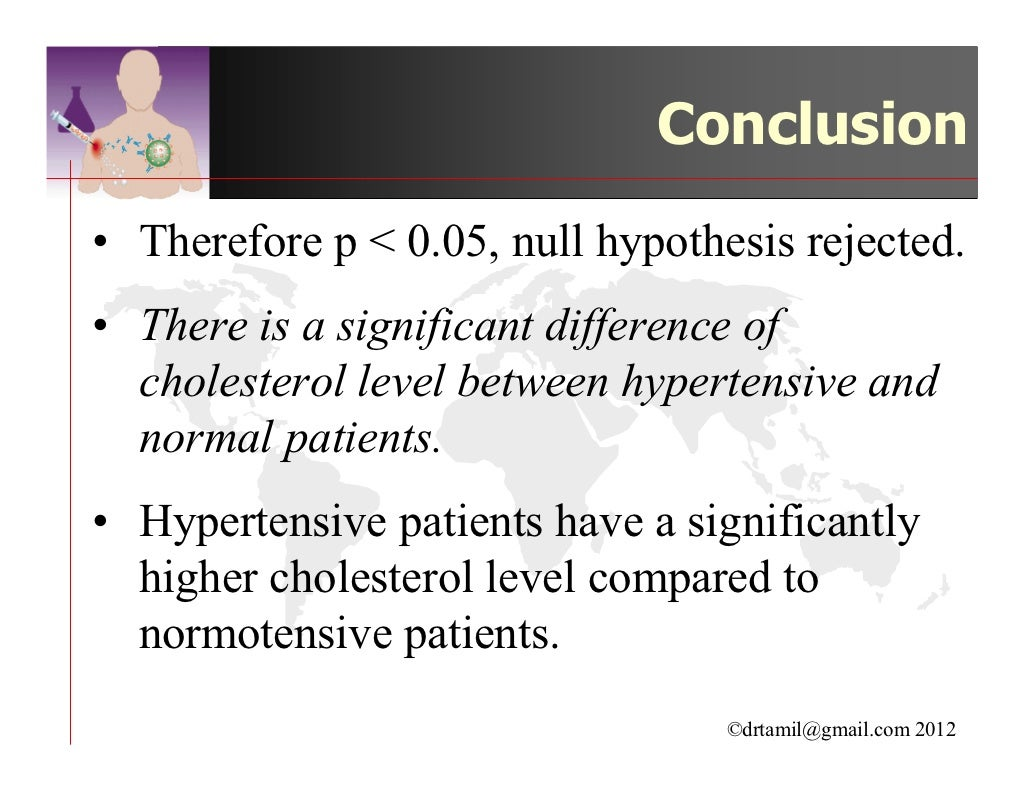 Conclusion
• Therefore p < 0.05, null hypothesis rejected.
• There is a significant difference of
cholesterol level between hypertensive and
normal patients.
• Hypertensive patients have a significantly
higher cholesterol level compared to
normotensive patients.
©drtamil@gmail.com 2012